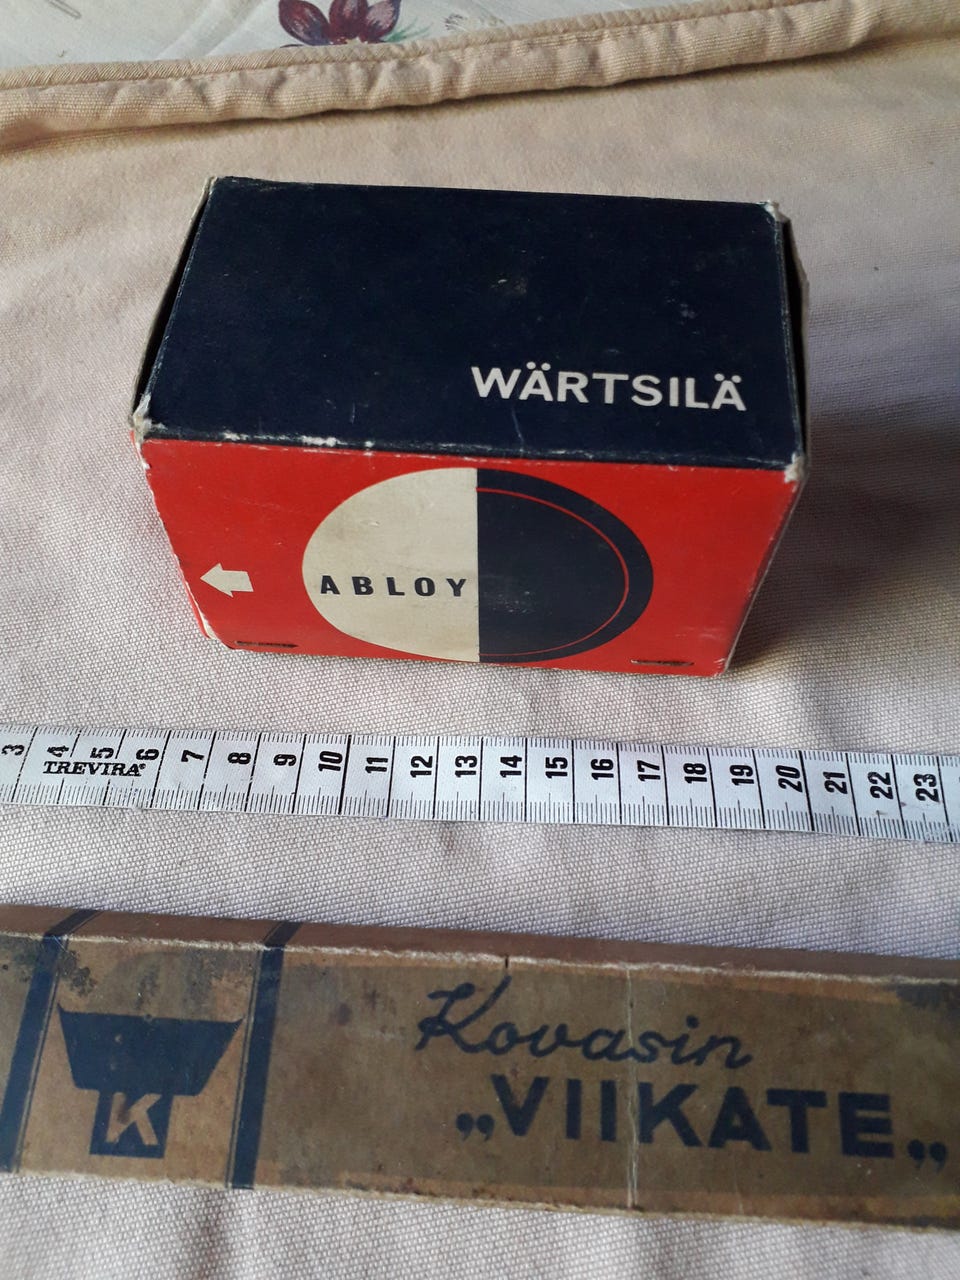 WÄRTSILÄ
ABLOY
3 4 5 6 7 8 9 10 11 12 13 14 15 16 17 18 19 20 21 22 23
TREVIRA®
Kovasin
„VIIKATE„
K